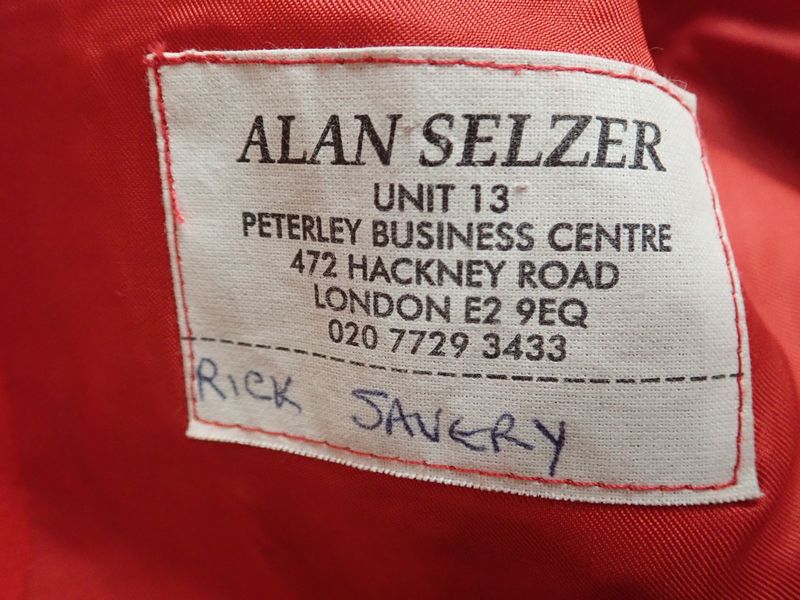 ALAN SELZER
UNIT 13
PETERLEY BUSINESS CENTRE
472 HACKNEY ROAD
LONDON E2 9EQ
020 7729 3433
RICK SAVERY